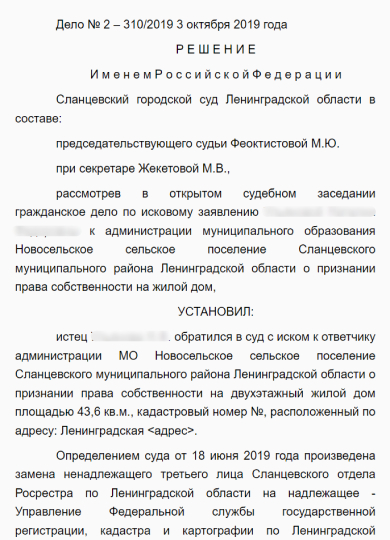 Дело № 2 – 310/2019 3 октября 2019 года
Р Е Ш Е Н И Е
И м е н е м Р о с с и й с к о й Ф е д е р а ц и и
Сланцевский городской суд Ленинградской области в
составе:
председательствующего судьи Феоктистовой М.Ю.
при секретаре Жекетовой М.В.,
рассмотрев в открытом судебном заседании
гражданское дело по исковому заявлению
к администрации муниципального образования
Новосельское сельское поселение Сланцевского
муниципального района Ленинградской области о признании
права собственности на жилой дом,
УСТАНОВИЛ:
истец обратился в суд с иском к ответчику
администрации МО Новосельское сельское поселение
Сланцевского муниципального района Ленинградской области о
признании права собственности на двухэтажный жилой дом
площадью 43,6 кв.м., кадастровый номер №, расположенный по
адресу: Ленинградская <адрес>.
Определением суда от 18 июня 2019 года произведена
замена ненадлежащего третьего лица Сланцевского отдела
Росреестра по Ленинградской области на надлежащее -
Управление Федеральной службы государственной
регистрации, кадастра и картографии по Ленинградской